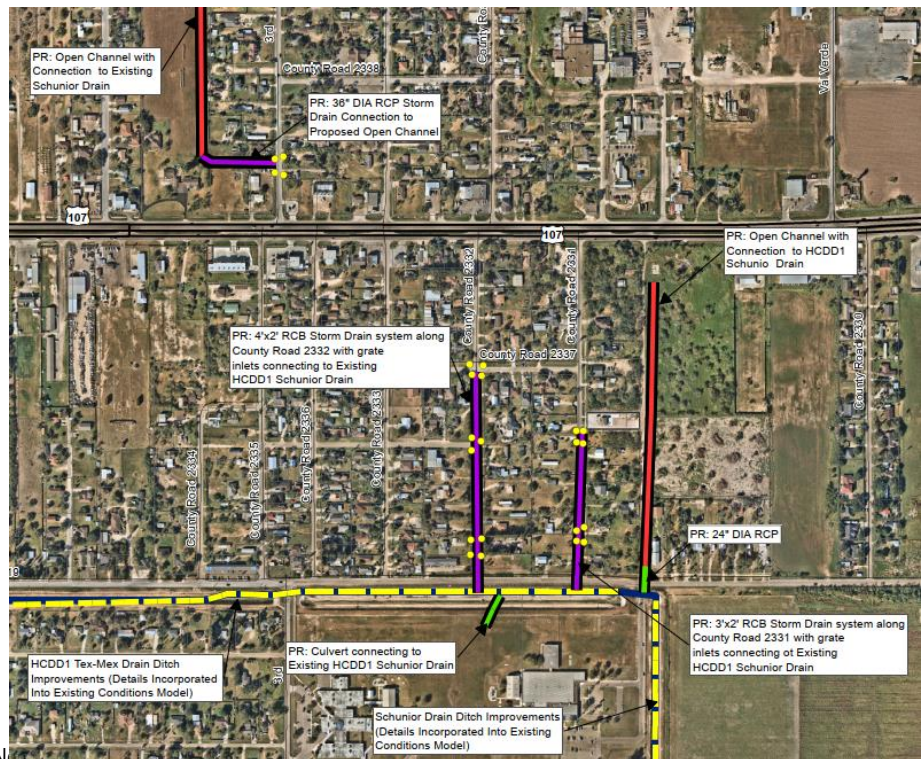 PR: Open Channel with
Connection to Existing
Schunior Drain
3rd
County Road 2338
PR: 36" DIA RCP Storm
Drain Connection to
Proposed Open Channel
Val Verde
107
107
PR: Open Channel with
Connection to HCDD1
Schunio Drain
County Road 2332
County Road 2331
PR: 4'x2' RCB Storm Drain system along
County Road 2332 with grate
inlets connecting to Existing
HCDD1 Schunior Drain
County Road 2337
County Road 2330
County Road 2334
County Road 2335
County Road 2336
County Road 2333
PR: 24" DIA RCP
HCDD1 Tex-Mex Drain Ditch
Improvements (Details Incorporated
Into Existing Conditions Model)
3rd
PR: Culvert connecting to
Existing HCDD1 Schunior Drain
PR: 3'x2' RCB Storm Drain system along
County Road 2331 with grate
inlets connecting ot Existing
HCDD1 Schunior Drain
Schunior Drain Ditch Improvements
(Details Incorporated Into Existing
Conditions Model)